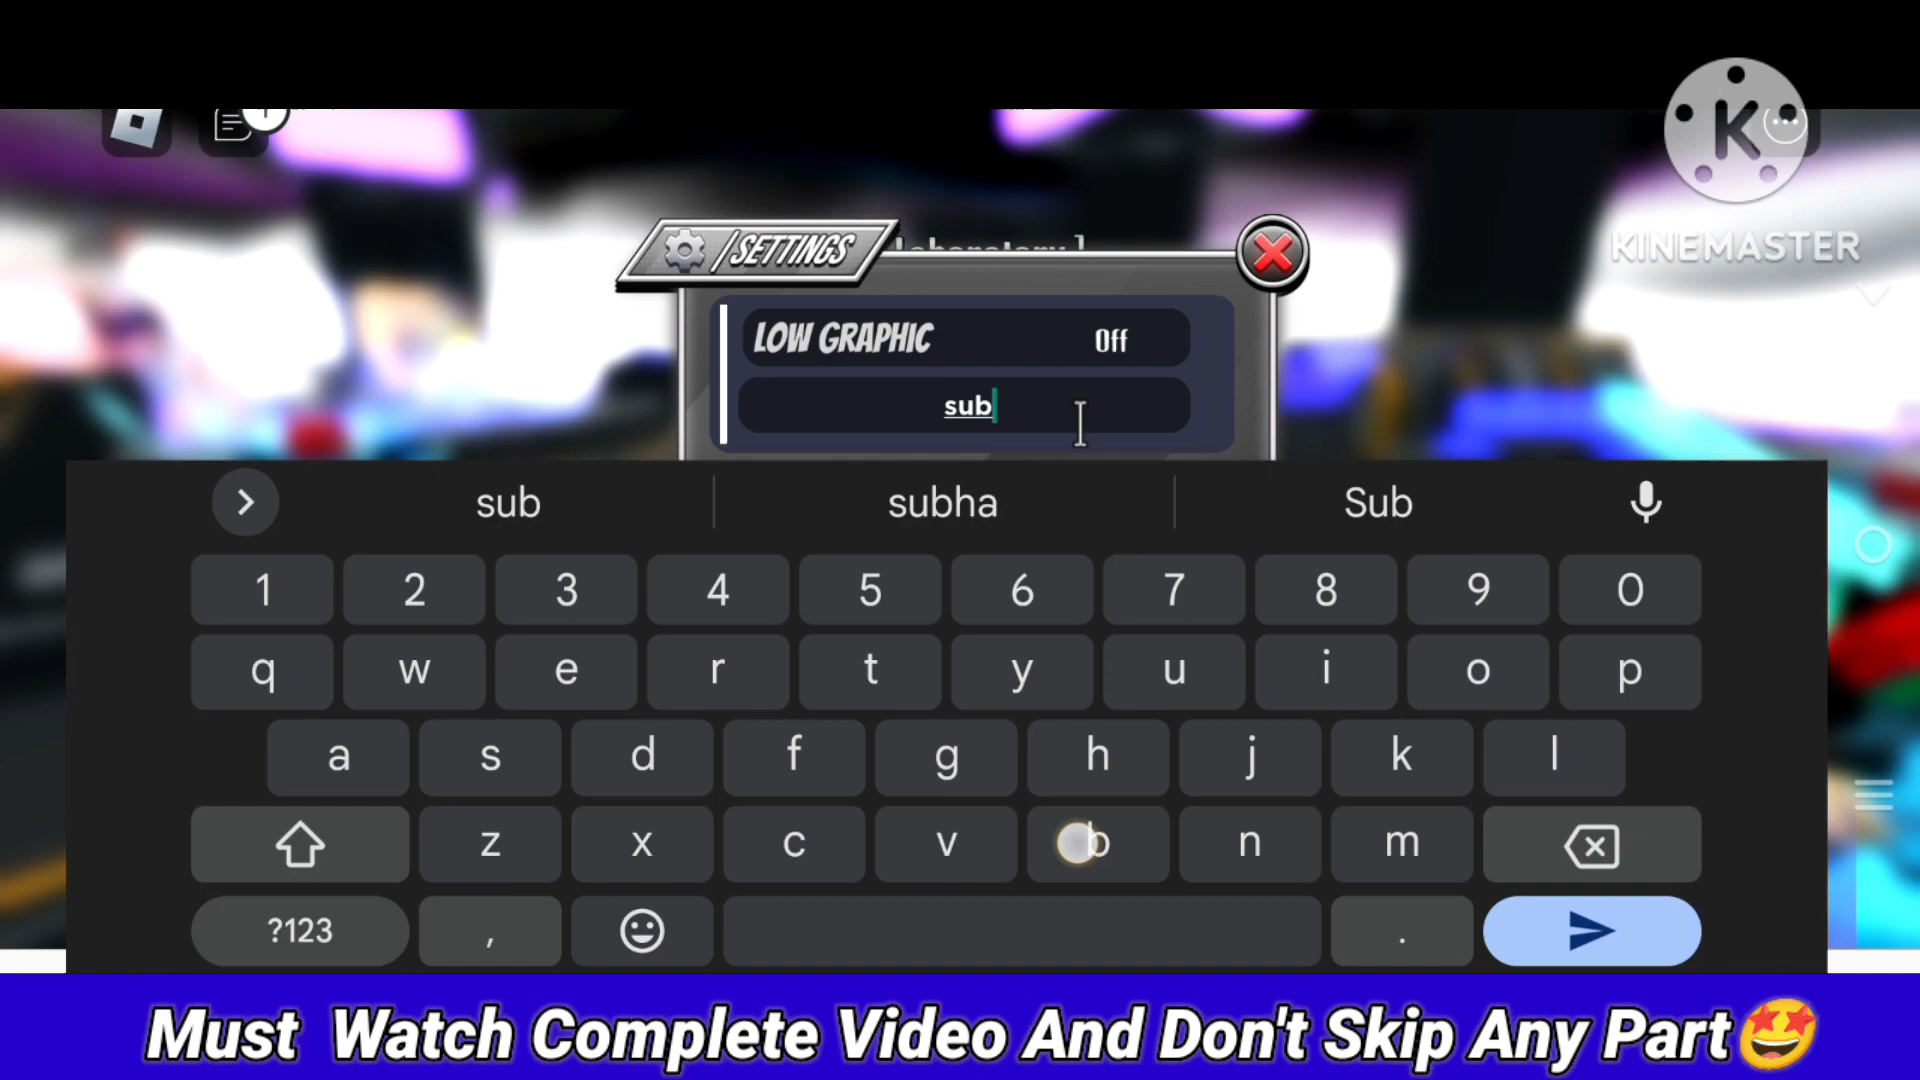 K
KINEMASTER
SETTINGS
Laboratory ]
LOW GRAPHIC Off
sub
sub subha Sub
1 2 3 4 5 6 7 8 9 0
q w e r t y u i o p
a s d f g h j k l
z x c v b n m
?123 , .
Must Watch Complete Video And Don't Skip Any Part🤩